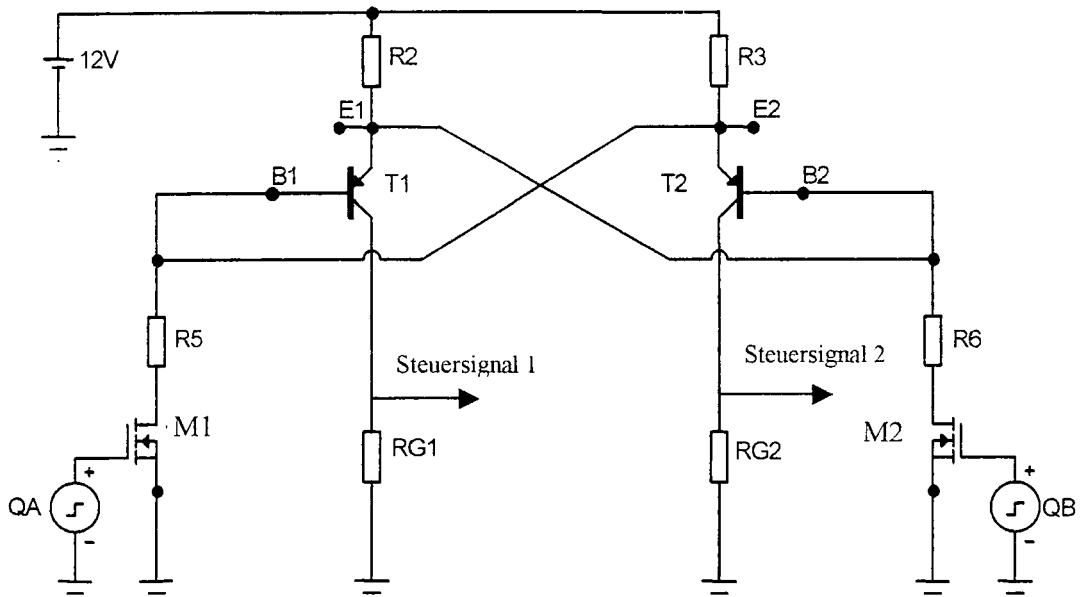 12V
R2
R3
E1
E2
B1
T1
T2
B2
R5
Steuersignal 1
Steuersignal 2
R6
M1
RG1
RG2
M2
QA
+
-
+
-
QB